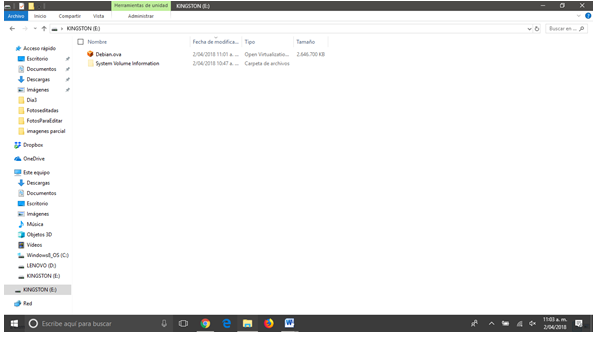 Herramientas de unidad KINGSTON (E:)
Archivo Inicio Compartir Vista Administrar
KINGSTON (E:) Buscar en ...
Nombre Fecha de modifica... Tipo Tamaño
Debian.ova 2/04/2018 11:01 a. ... Open Virtualizatio... 2.646.700 KB
System Volume Information 2/04/2018 10:47 a. ... Carpeta de archivos
Acceso rápido
Escritorio
Documentos
Descargas
Imágenes
Dia3
Fotoseditadas
FotosParaEditar
imagenes parcial
Dropbox
OneDrive
Este equipo
Descargas
Documentos
Escritorio
Imágenes
Música
Objetos 3D
Videos
Windows8_OS (C:)
LENOVO (D:)
KINGSTON (E:)
KINGSTON (E:)
Red
Escribe aquí para buscar
11:03 a. m.
2/04/2018